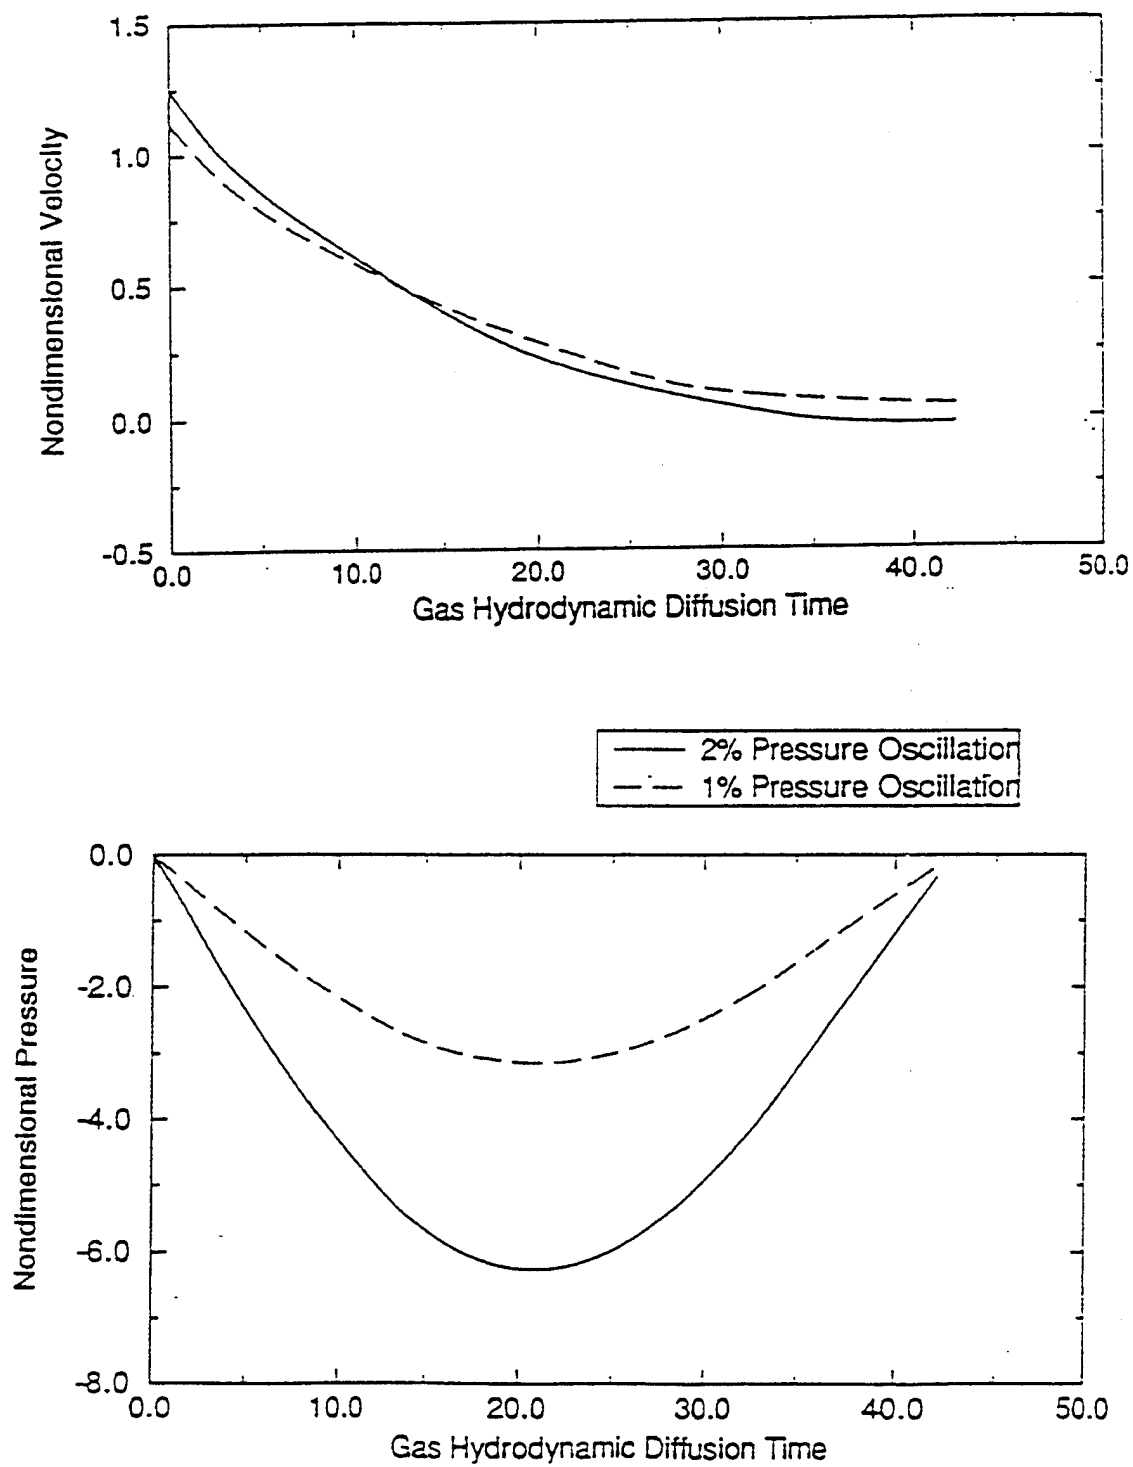 1.5
1.0
0.5
0.0
-0.5
Nondimensional Velocity
0.0 10.0 20.0 30.0 40.0 50.0
Gas Hydrodynamic Diffusion Time
2% Pressure Oscillation
1% Pressure Oscillation
0.0
-2.0
-4.0
-6.0
-8.0
Nondimensional Pressure
0.0 10.0 20.0 30.0 40.0 50.0
Gas Hydrodynamic Diffusion Time